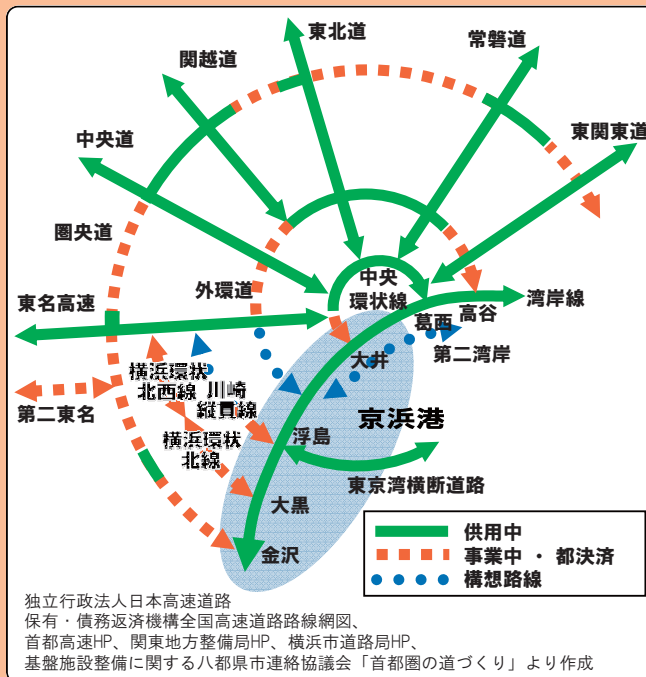 東北道
常磐道
関越道
東関東道
中央道
圏央道
中央
環状線
外環道
湾岸線
東名高速
葛西
高谷
第二湾岸
大井
横浜環状
北西線
川崎
縦貫線
第二東名
京浜港
横浜環状
北線
浮島
東京湾横断道路
大黒
金沢
供用中
事業中 ・ 都決済
構想路線
独立行政法人日本高速道路
保有・債務返済機構全国高速道路路線網図、
首都高速HP、関東地方整備局HP、横浜市道路局HP、
基盤施設整備に関する八都県市連絡協議会「首都圏の道づくり」より作成